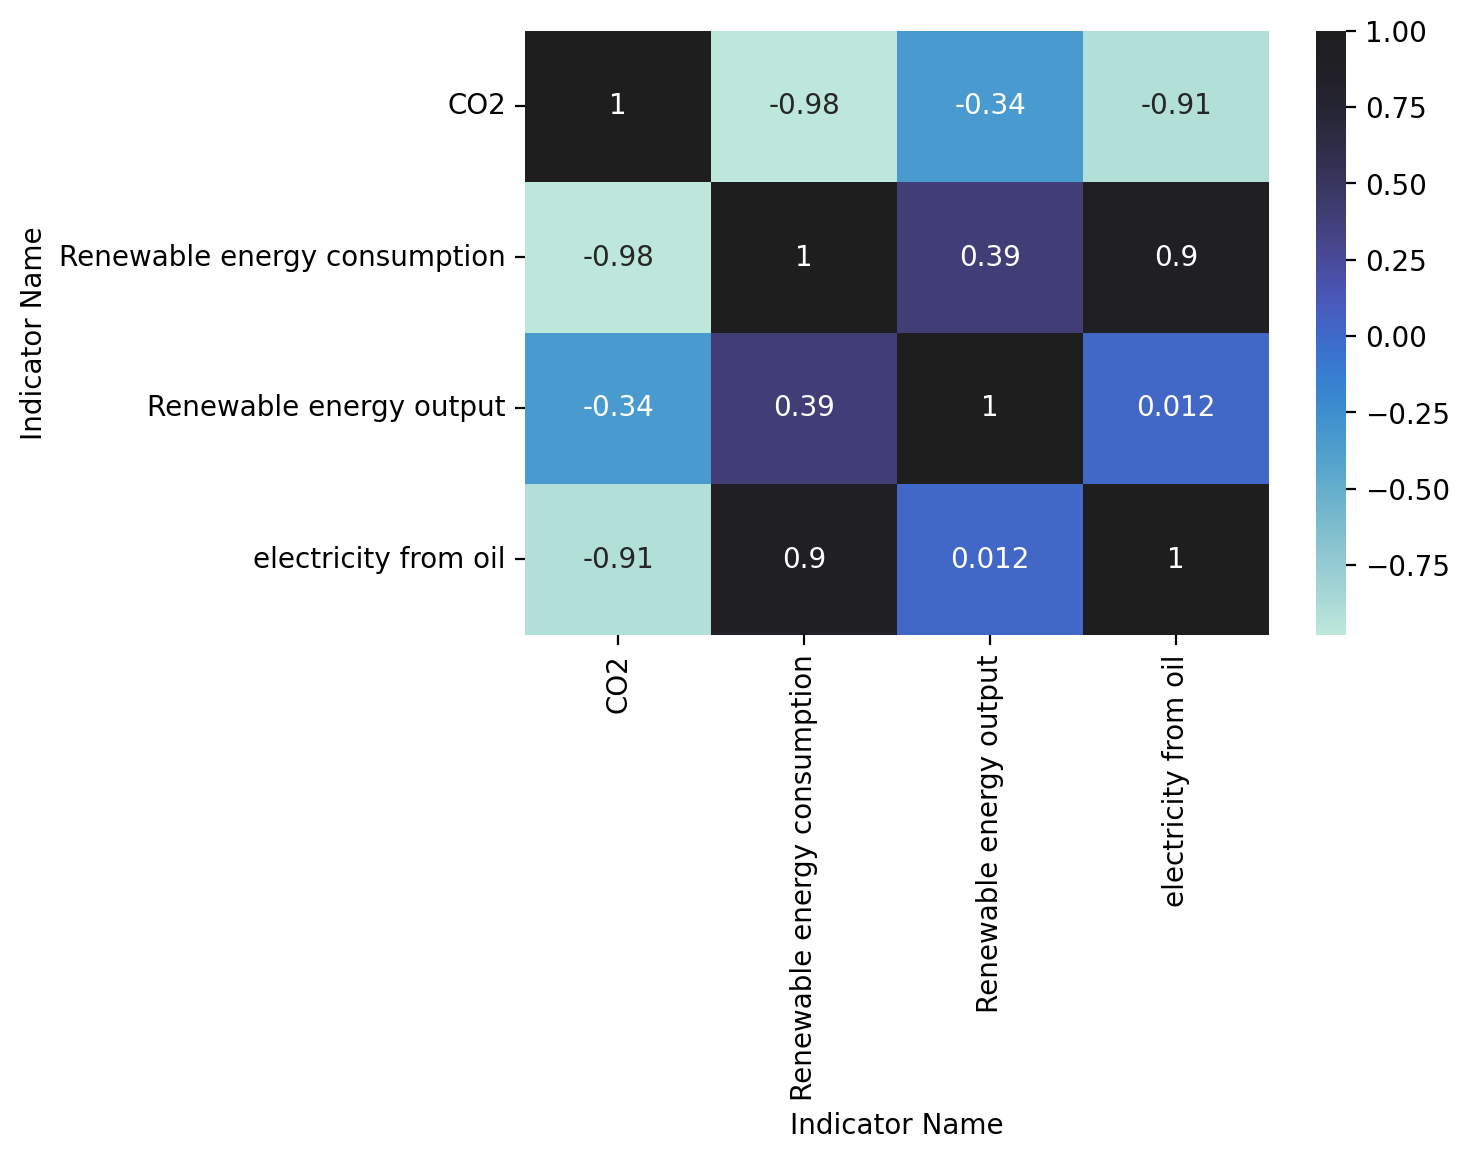 Indicator Name
CO2
1
-0.98
-0.34
-0.91
Renewable energy consumption
-0.98
1
0.39
0.9
Renewable energy output
-0.34
0.39
1
0.012
electricity from oil
-0.91
0.9
0.012
1
CO2
Renewable energy consumption
Renewable energy output
electricity from oil
Indicator Name
1.00
0.75
0.50
0.25
0.00
−0.25
−0.50
−0.75